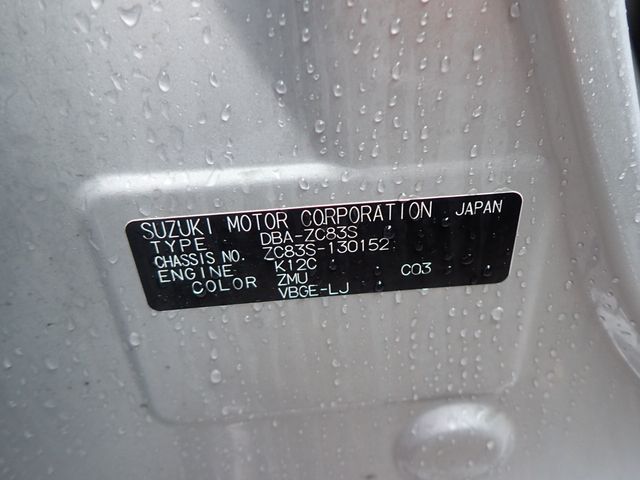 SUZUKI MOTOR CORPORATION JAPAN
TYPE DBA-ZC83S
CHASSIS NO. ZC83S-130152
ENGINE K12C C03
COLOR ZMU
VBGE-LJ